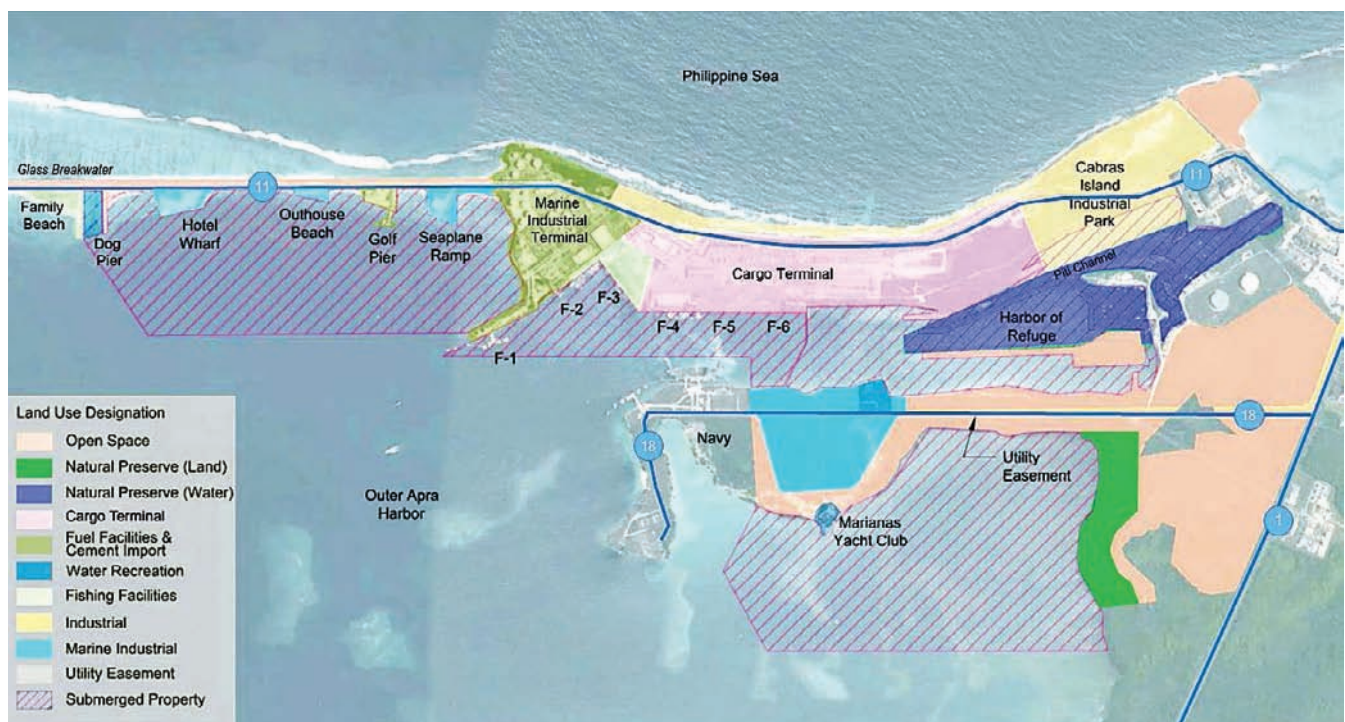 Philippine Sea
Glass Breakwater
11
11
Family
Beach
Dog
Pier
Hotel
Wharf
Outhouse
Beach
Golf
Pier
Seaplane
Ramp
Marine
Industrial
Terminal
Cabras
Island
Industrial
Park
Cargo Terminal
Pití Channel
Harbor of
Refuge
F-1
F-2
F-3
F-4
F-5
F-6
18
18
Navy
Utility
Easement
1
Marianas
Yacht Club
Outer Apra
Harbor
Land Use Designation
Open Space
Natural Preserve (Land)
Natural Preserve (Water)
Cargo Terminal
Fuel Facilities &
Cement Import
Water Recreation
Fishing Facilities
Industrial
Marine Industrial
Utility Easement
Submerged Property